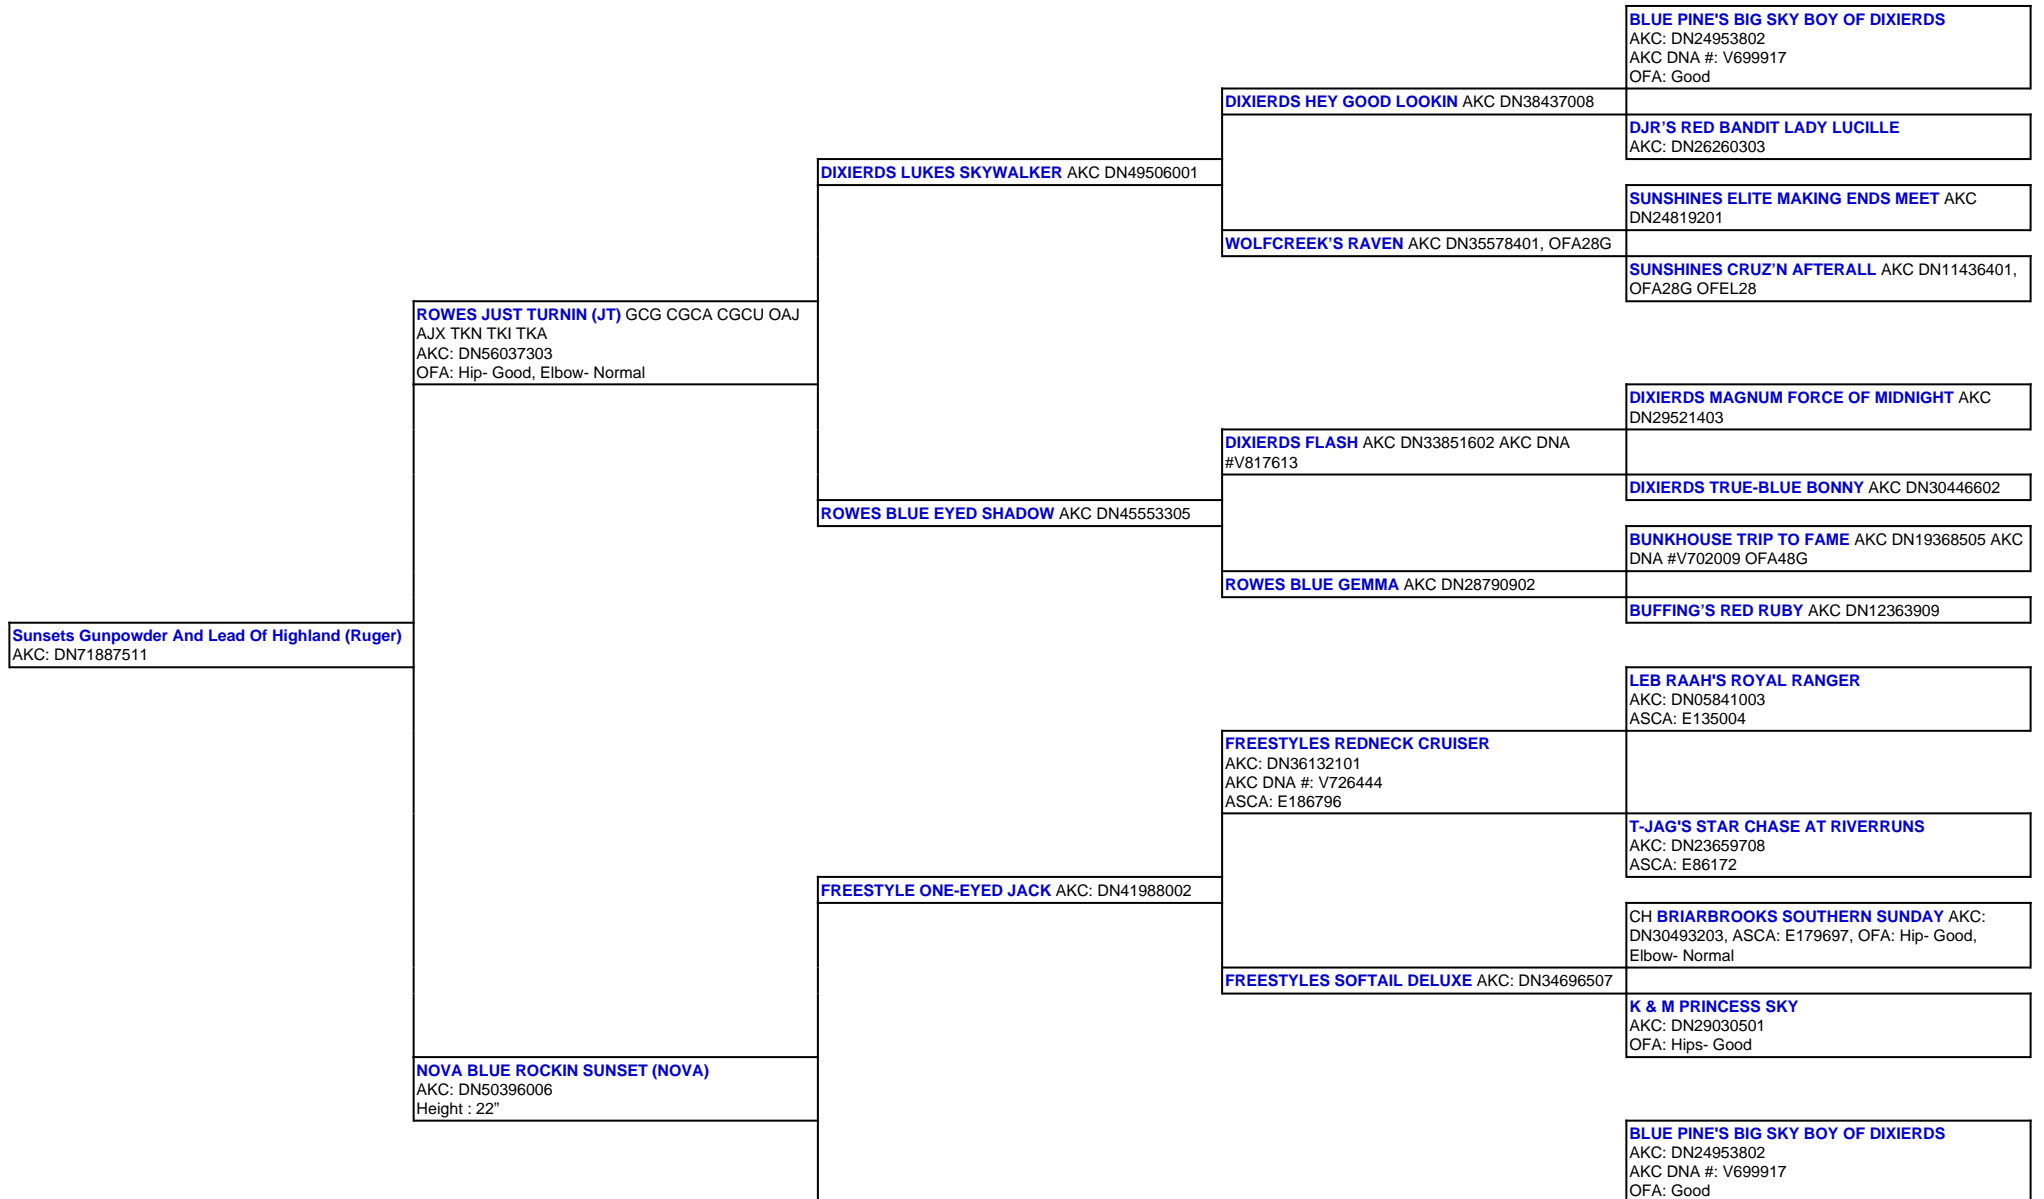 BLUE PINE'S BIG SKY BOY OF DIXIERDS
AKC: DN24953802
AKC DNA #: V699917
OFA: Good
DIXIERDS HEY GOOD LOOKIN AKC DN38437008
DJR’S RED BANDIT LADY LUCILLE
AKC: DN26260303
DIXIERDS LUKES SKYWALKER AKC DN49506001
SUNSHINES ELITE MAKING ENDS MEET AKC
DN24819201
WOLFCREEK’S RAVEN AKC DN35578401, OFA28G
SUNSHINES CRUZ’N AFTERALL AKC DN11436401,
OFA28G OFEL28
ROWES JUST TURNIN (JT) GCG CGCA CGCU OAJ
AJX TKN TKI TKA
AKC: DN56037303
OFA: Hip- Good, Elbow- Normal
DIXIERDS MAGNUM FORCE OF MIDNIGHT AKC
DN29521403
DIXIERDS FLASH AKC DN33851602 AKC DNA
#V817613
DIXIERDS TRUE-BLUE BONNY AKC DN30446602
ROWES BLUE EYED SHADOW AKC DN45553305
BUNKHOUSE TRIP TO FAME AKC DN19368505 AKC
DNA #V702009 OFA48G
ROWES BLUE GEMMA AKC DN28790902
BUFFING’S RED RUBY AKC DN12363909
Sunsets Gunpowder And Lead Of Highland (Ruger)
AKC: DN71887511
LEB RAAH'S ROYAL RANGER
AKC: DN05841003
ASCA: E135004
FREESTYLES REDNECK CRUISER
AKC: DN36132101
AKC DNA #: V726444
ASCA: E186796
T-JAG'S STAR CHASE AT RIVERRUNS
AKC: DN23659708
ASCA: E86172
FREESTYLE ONE-EYED JACK AKC: DN41988002
CH BRIARBROOKS SOUTHERN SUNDAY AKC:
DN30493203, ASCA: E179697, OFA: Hip- Good,
Elbow- Normal
FREESTYLES SOFTAIL DELUXE AKC: DN34696507
K & M PRINCESS SKY
AKC: DN29030501
OFA: Hips- Good
NOVA BLUE ROCKIN SUNSET (NOVA)
AKC: DN50396006
Height : 22”
BLUE PINE'S BIG SKY BOY OF DIXIERDS
AKC: DN24953802
AKC DNA #: V699917
OFA: Good